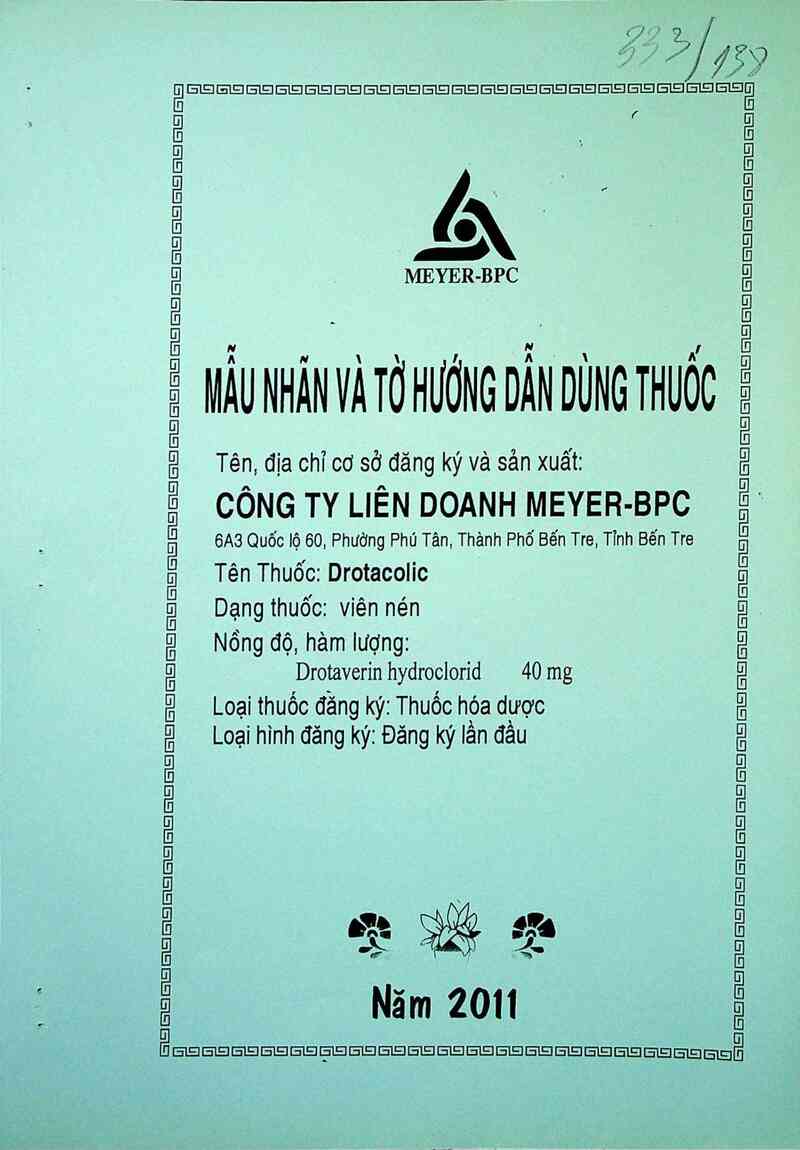 333/138
MEYER-BPC
MẪU NHÃN VÀ TỜ HƯỚNG DẪN DÙNG THUỐC
Tên, địa chỉ cơ sở đăng ký và sản xuất:
CÔNG TY LIÊN DOANH MEYER-BPC
6A3 Quốc lộ 60, Phường Phú Tân, Thành Phố Bến Tre, Tỉnh Bến Tre
Tên Thuốc: Drotacolic
Dạng thuốc: viên nén
Nồng độ, hàm lượng:
Drotaverin hydroclorid 40 mg
Loại thuốc đăng ký: Thuốc hóa dược
Loại hình đăng ký: Đăng ký lần đầu
Năm 2011